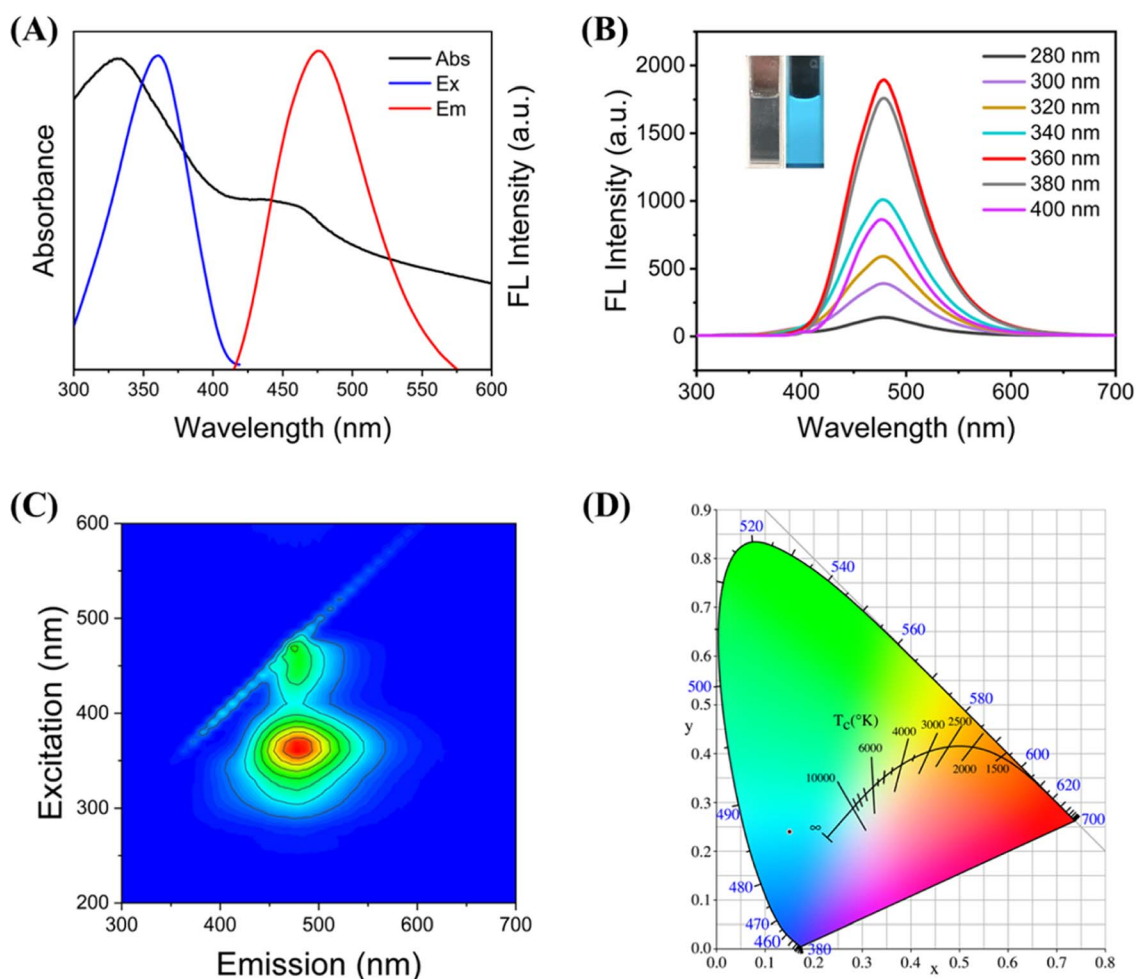 (A)
Abs
Ex
Em
Absorbance
FL Intensity (a.u.)
300 350 400 450 500 550 600
Wavelength (nm)
(B)
280 nm
300 nm
320 nm
340 nm
360 nm
380 nm
400 nm
FL Intensity (a.u.)
2000
1500
1000
500
0
300 400 500 600 700
Wavelength (nm)
(C)
Excitation (nm)
600
500
400
300
200
300 400 500 600 700
Emission (nm)
(D)
0.9
0.8
0.7
0.6
0.5
0.4
y
0.3
0.2
0.1
0.0
520
540
560
500
580
600
620
700
490
480
470
460
380
Tc(°K)
∞
10000
6000
4000
3000
2500
2000
1500
0.0 0.1 0.2 0.3 0.4 0.5 0.6 0.7 0.8
x